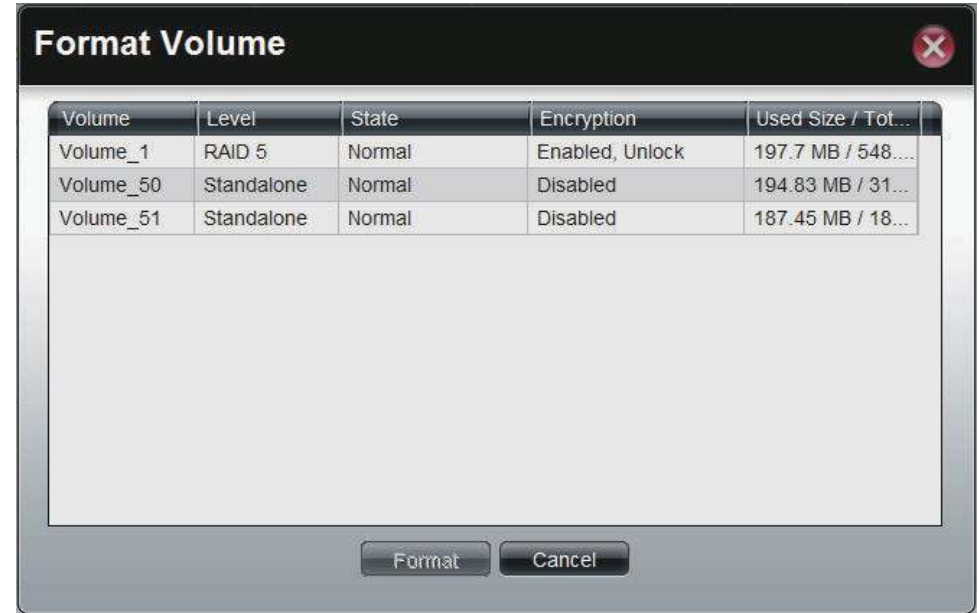 Format Volume
Volume Level State Encryption Used Size / Tot...
Volume_1 RAID 5 Normal Enabled, Unlock 197.7 MB / 548....
Volume_50 Standalone Normal Disabled 194.83 MB / 31...
Volume_51 Standalone Normal Disabled 187.45 MB / 18...
Format Cancel